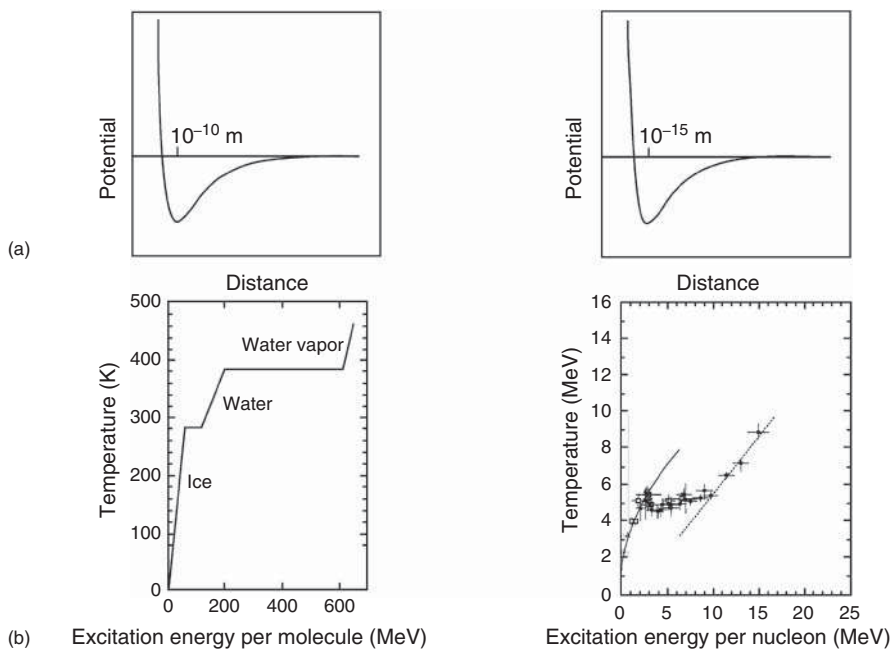 10⁻¹⁰ m
Potential
Distance
10⁻¹⁵ m
Potential
Distance
(a)
500
400
300
200
100
0
Temperature (K)
Water vapor
Water
Ice
0 200 400 600
Excitation energy per molecule (MeV)
16
14
12
10
8
6
4
2
0
Temperature (MeV)
0 5 10 15 20 25
Excitation energy per nucleon (MeV)
(b)